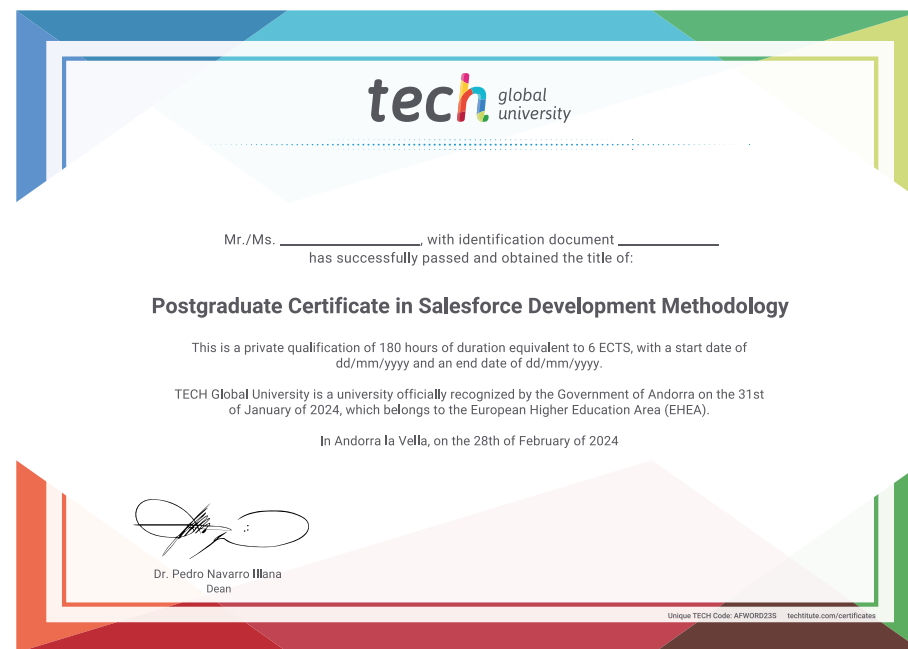 tech global university
Mr./Ms. ____________, with identification document ____________
has successfully passed and obtained the title of:
Postgraduate Certificate in Salesforce Development Methodology
This is a private qualification of 180 hours of duration equivalent to 6 ECTS, with a start date of
dd/mm/yyyy and an end date of dd/mm/yyyy.
TECH Global University is a university officially recognized by the Government of Andorra on the 31st
of January of 2024, which belongs to the European Higher Education Area (EHEA).
In Andorra la Vella, on the 28th of February of 2024
Dr. Pedro Navarro Illana
Dean
Unique TECH Code: AFWORD23S techtitute.com/certificates